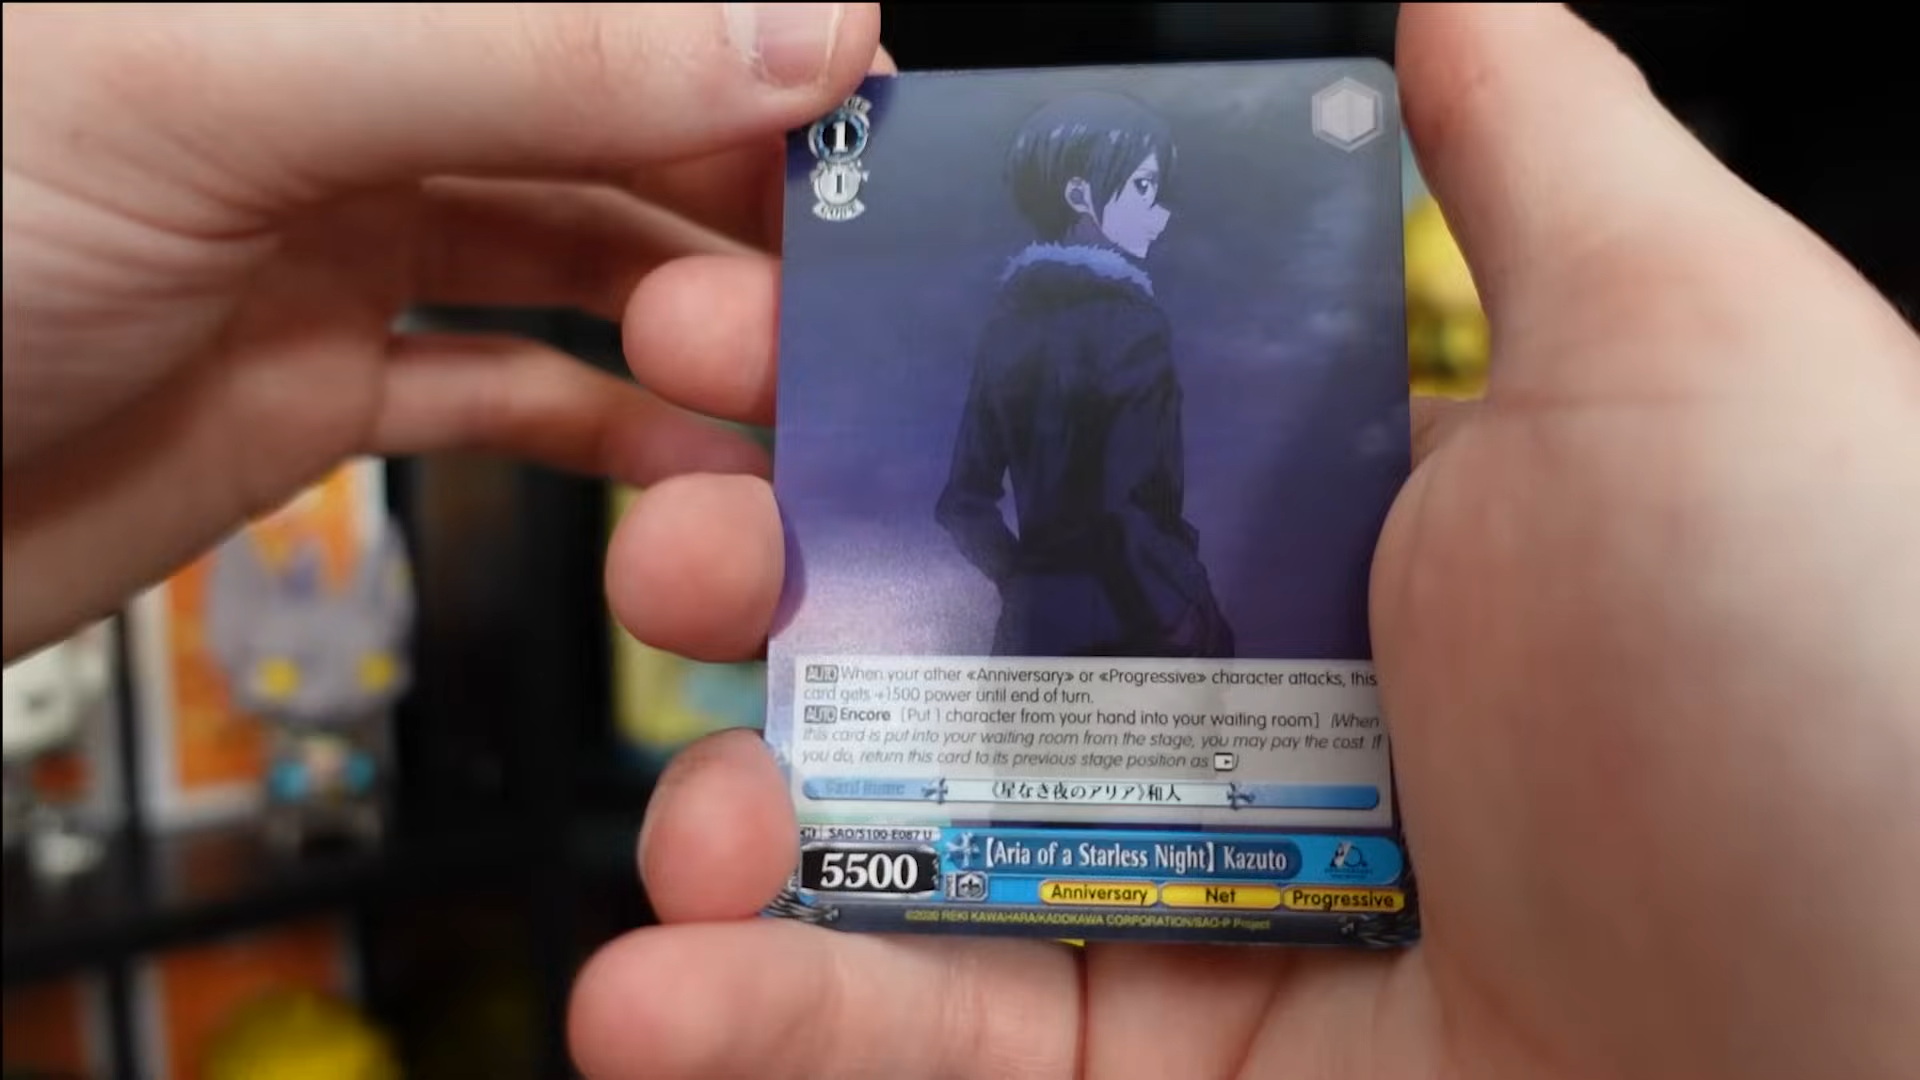 1
1
AUTO When your other «Anniversary» or «Progressive» character attacks, this
card gets +1500 power until end of turn.
AUTO Encore [Put 1 character from your hand into your waiting room] (When
this card is put into your waiting room from the stage, you may pay the cost. If
you do, return this card to its previous stage position as
Card Name 《星なき夜のアリア》和人
SAO/S100-E087 U
5500 【Aria of a Starless Night】 Kazuto
Anniversary Net Progressive
©2020 REKI KAWAHARA/KADOKAWA CORPORATION/SAO-P Project